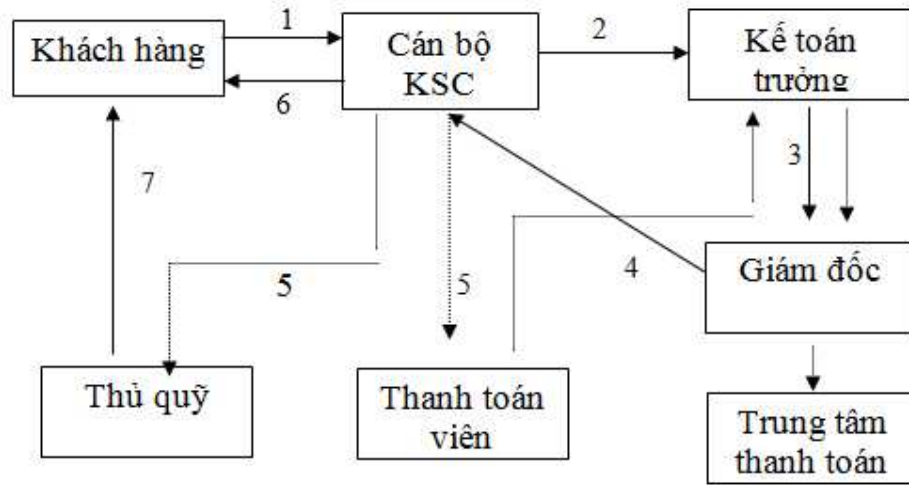 1
Khách hàng
Cán bộ
KSC
2
Kế toán
trưởng
6
3
7
5
5
4
Giám đốc
Thủ quỹ
Thanh toán
viên
Trung tâm
thanh toán